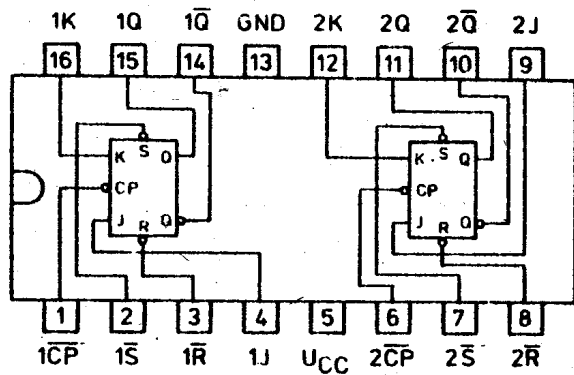 1K 1Q 1Q̅ GND 2K 2Q 2Q̅ 2J
16 15 14 13 12 11 10 9
S S
K Q K Q
CP CP
J Q J Q
R R
1 2 3 4 5 6 7 8
1C̅P̅ 1S̅ 1R̅ 1J UCC 2C̅P̅ 2S̅ 2R̅